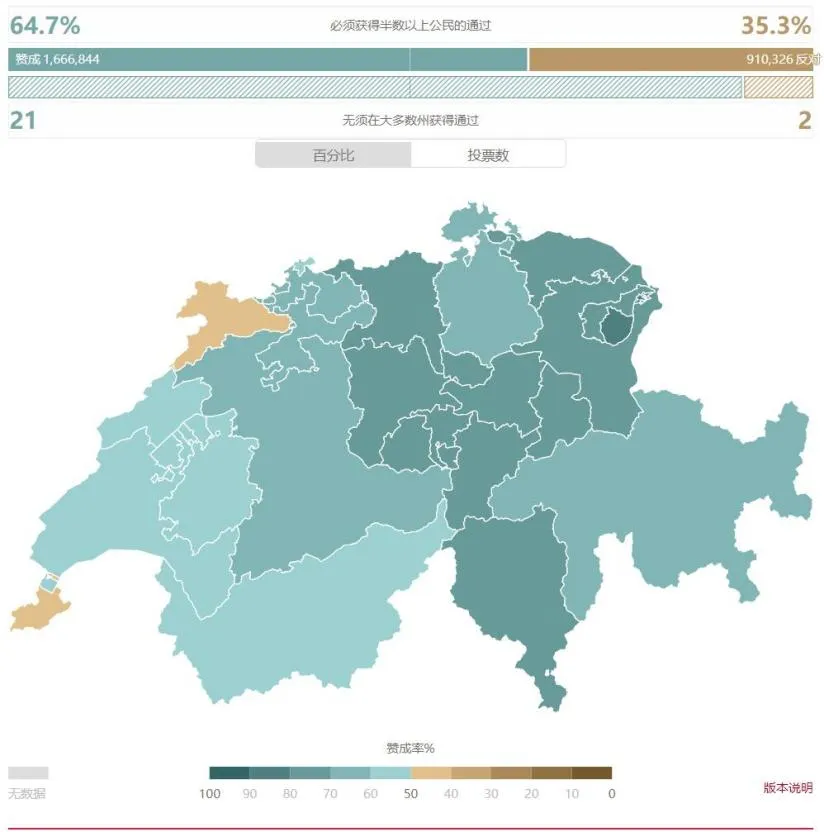 64.7% 必须获得半数以上公民的通过 35.3%
赞成 1,666,844 910,326 反对
21 无须在大多数州获得通过 2
百分比 投票数
赞成率%
无数据 100 90 80 70 60 50 40 30 20 10 0 版本说明